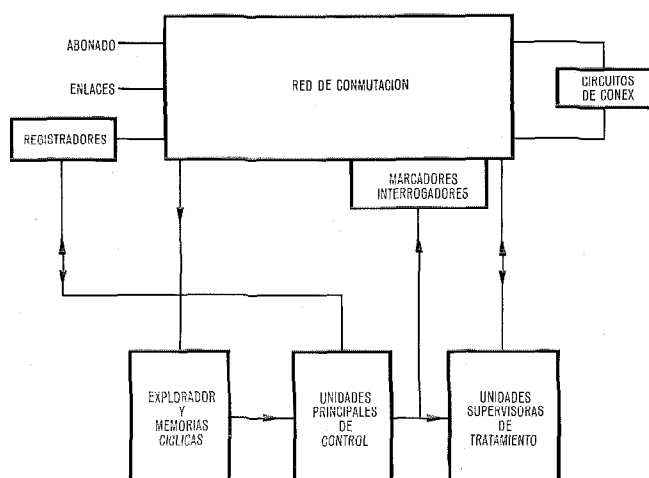 ABONADO
RED DE CONMUTACION
CIRCUITOS
DE CONEX
ENLACES
REGISTRADORES
MARCADORES
INTERROGADORES
EXPLORADOR
Y
MEMORIAS
CICLICAS
UNIDADES
PRINCIPALES
DE
CONTROL
UNIDADES
SUPERVISORAS
DE
TRATAMIENTO